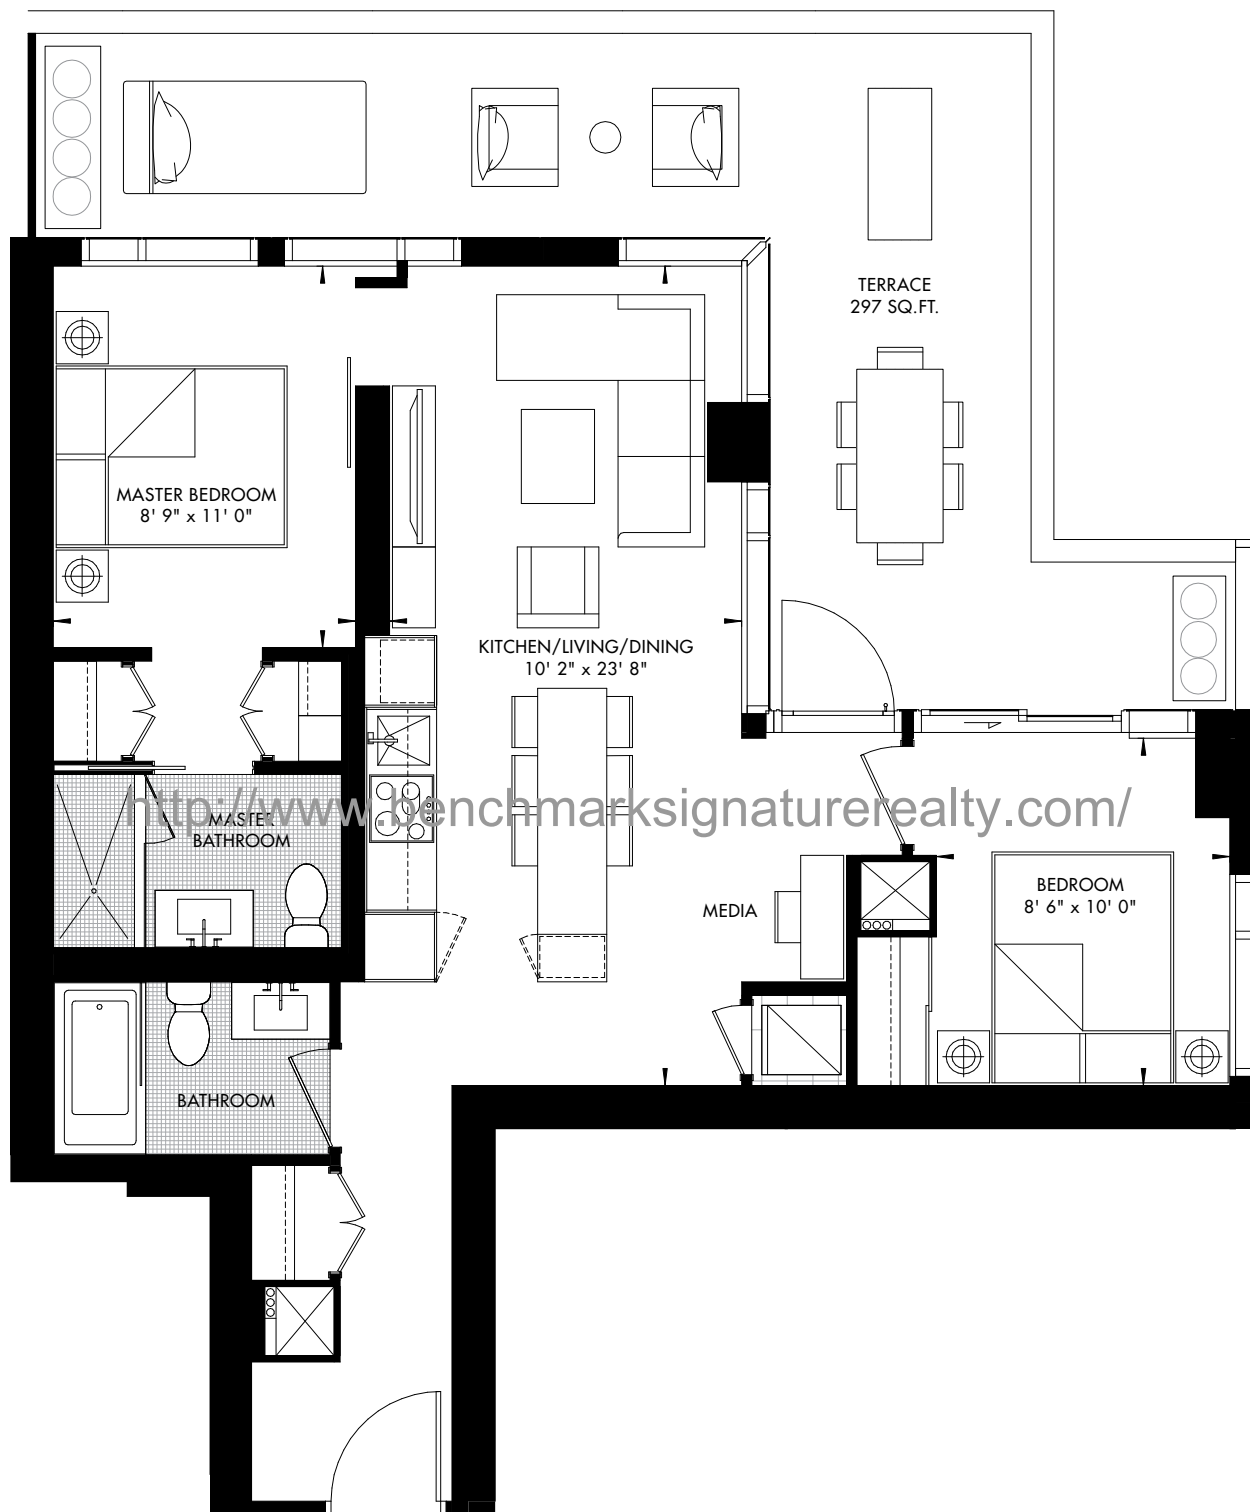 TERRACE
297 SQ.FT.
MASTER BEDROOM
8' 9" x 11' 0"
KITCHEN/LIVING/DINING
10' 2" x 23' 8"
http://www.benchmarksignaturerealty.com/
MASTER
BATHROOM
BEDROOM
8' 6" x 10' 0"
MEDIA
BATHROOM